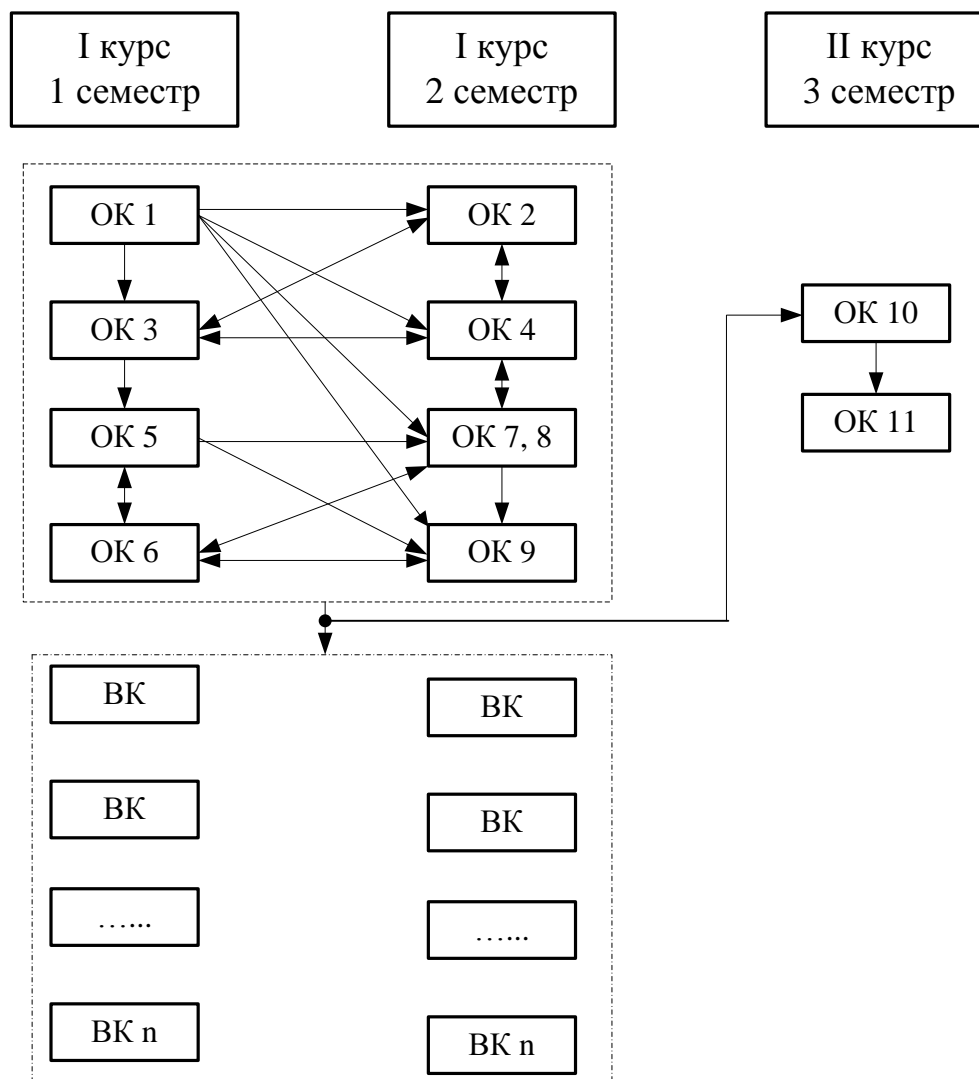 I курс
1 семестр
I курс
2 семестр
II курс
3 семестр
ОК 1
ОК 2
ОК 3
ОК 4
ОК 10
ОК 5
ОК 7, 8
ОК 11
ОК 6
ОК 9
ВК
ВК
ВК
ВК
…...
…...
ВК n
ВК n